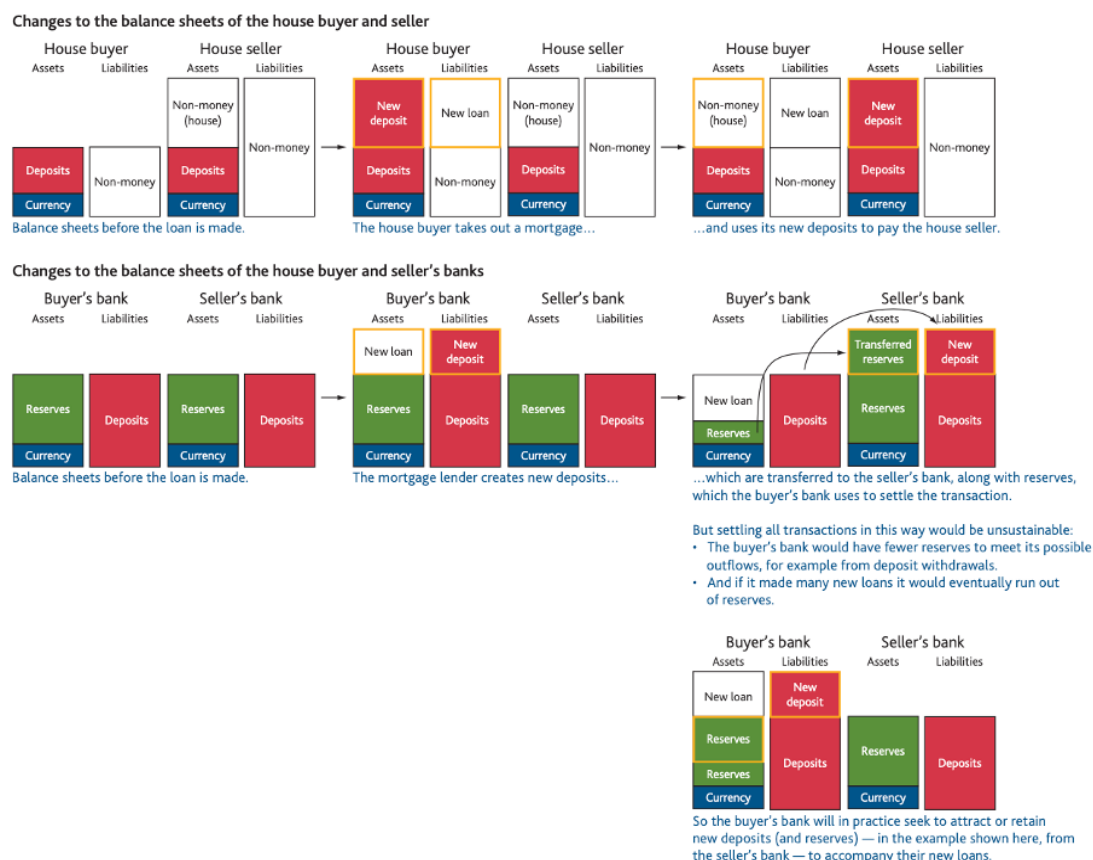 Changes to the balance sheets of the house buyer and seller
House buyer House seller House buyer House seller House buyer House seller
Assets Liabilities Assets Liabilities Assets Liabilities Assets Liabilities Assets Liabilities Assets Liabilities
Non-money
(house)
Non-money
Deposits
Non-money
Deposits
Currency
Currency
New
deposit
New loan
Non-money
(house)
Non-money
Deposits
Non-money
Deposits
Currency
Currency
Non-money
(house)
New loan
New
deposit
Non-money
Deposits
Non-money
Deposits
Currency
Currency
Balance sheets before the loan is made.
The house buyer takes out a mortgage…
…and uses its new deposits to pay the house seller.
Changes to the balance sheets of the house buyer and seller’s banks
Buyer’s bank Seller’s bank Buyer’s bank Seller’s bank Buyer’s bank Seller’s bank
Assets Liabilities Assets Liabilities Assets Liabilities Assets Liabilities Assets Liabilities Assets Liabilities
Reserves
Deposits
Reserves
Deposits
Currency
Currency
New loan
New
deposit
Reserves
Deposits
Reserves
Deposits
Currency
Currency
Transferred
reserves
New
deposit
New loan
Deposits
Reserves
Deposits
Reserves
Currency
Currency
Balance sheets before the loan is made.
The mortgage lender creates new deposits…
…which are transferred to the seller’s bank, along with reserves,
which the buyer’s bank uses to settle the transaction.
But settling all transactions in this way would be unsustainable:
• The buyer’s bank would have fewer reserves to meet its possible
outflows, for example from deposit withdrawals.
• And if it made many new loans it would eventually run out
of reserves.
Buyer’s bank Seller’s bank
Assets Liabilities Assets Liabilities
New loan
New
deposit
Reserves
Deposits
Reserves
Deposits
Reserves
Currency
Currency
So the buyer’s bank will in practice seek to attract or retain
new deposits (and reserves) — in the example shown here, from
the seller’s bank — to accompany their new loans.